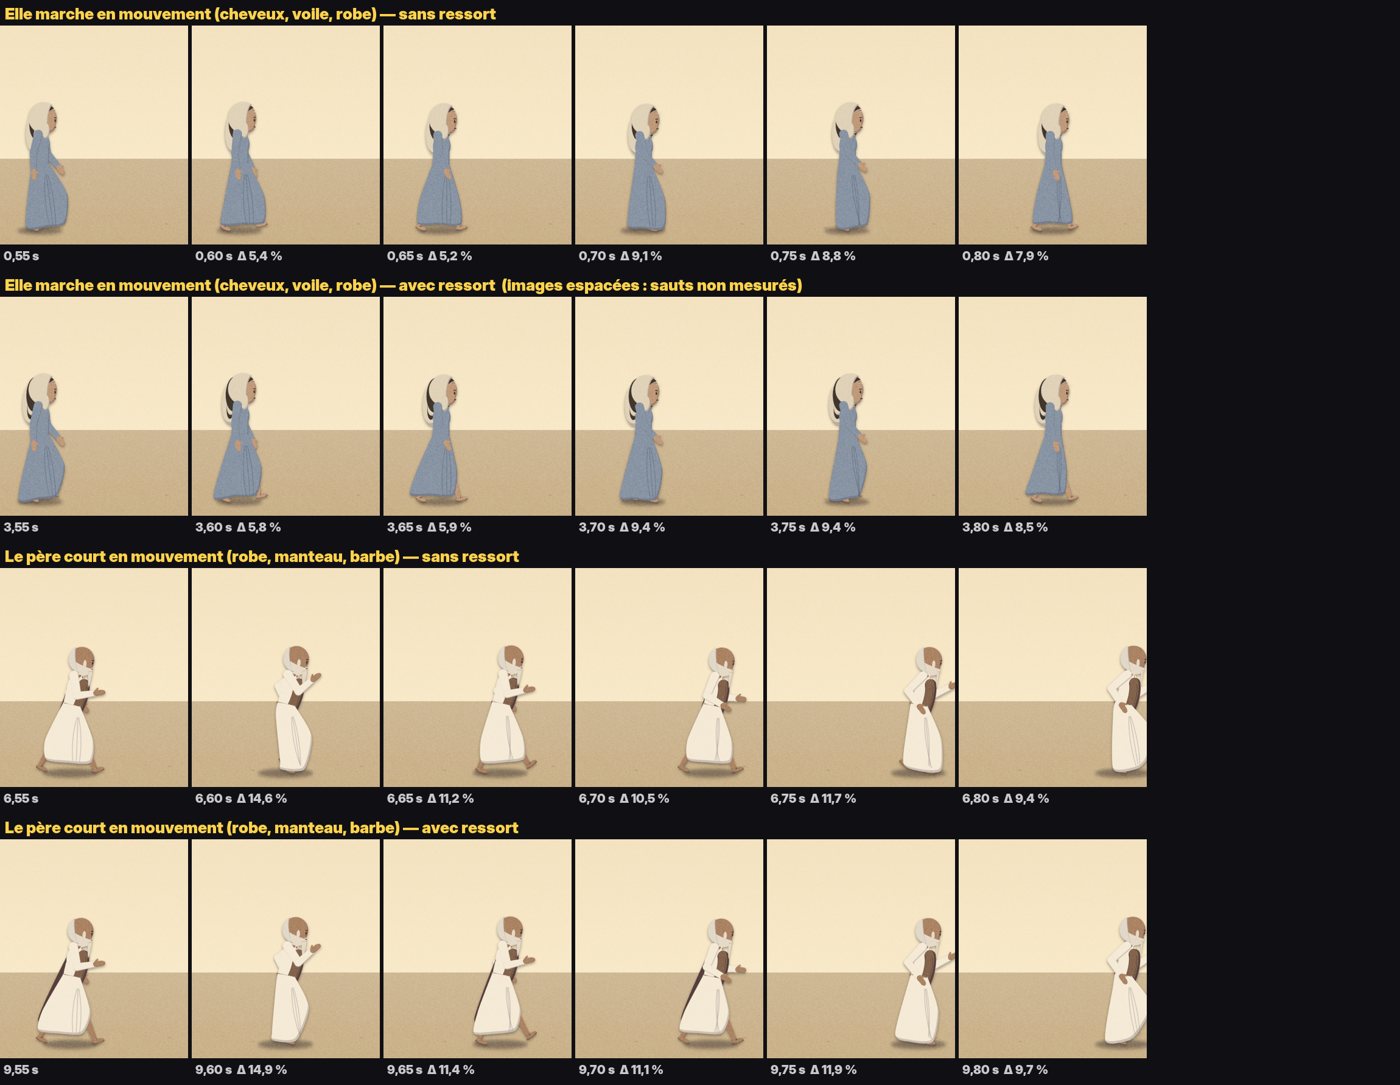 Elle marche en mouvement (cheveux, voile, robe) — sans ressort
0,55 s
0,60 s Δ 5,4 %
0,65 s Δ 5,2 %
0,70 s Δ 9,1 %
0,75 s Δ 8,8 %
0,80 s Δ 7,9 %
Elle marche en mouvement (cheveux, voile, robe) — avec ressort (images espacées : sauts non mesurés)
3,55 s
3,60 s Δ 5,8 %
3,65 s Δ 5,9 %
3,70 s Δ 9,4 %
3,75 s Δ 9,4 %
3,80 s Δ 8,5 %
Le père court en mouvement (robe, manteau, barbe) — sans ressort
6,55 s
6,60 s Δ 14,6 %
6,65 s Δ 11,2 %
6,70 s Δ 10,5 %
6,75 s Δ 11,7 %
6,80 s Δ 9,4 %
Le père court en mouvement (robe, manteau, barbe) — avec ressort
9,55 s
9,60 s Δ 14,9 %
9,65 s Δ 11,4 %
9,70 s Δ 11,1 %
9,75 s Δ 11,9 %
9,80 s Δ 9,7 %